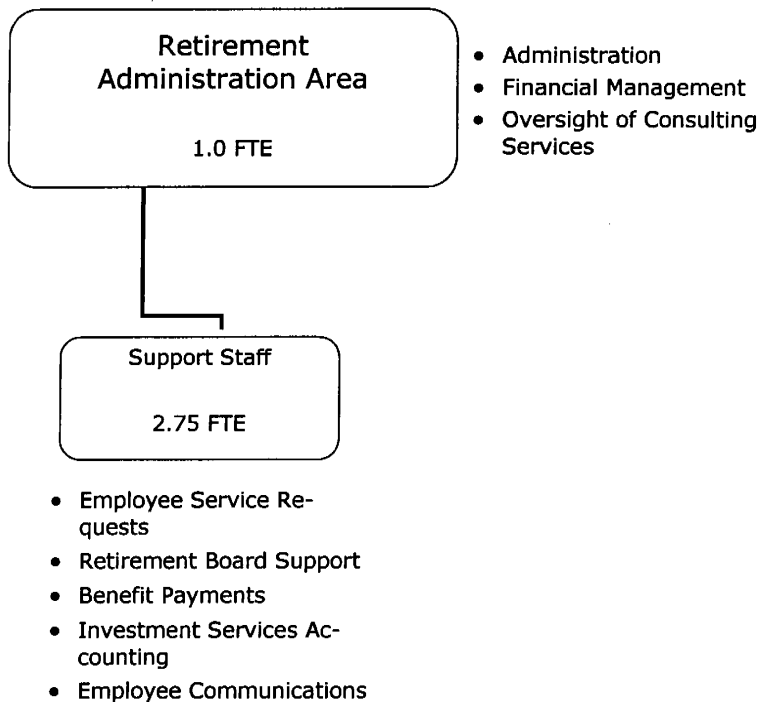 Retirement
Administration Area
1.0 FTE
• Administration
• Financial Management
• Oversight of Consulting
Services
Support Staff
2.75 FTE
• Employee Service Re-
quests
• Retirement Board Support
• Benefit Payments
• Investment Services Ac-
counting
• Employee Communications